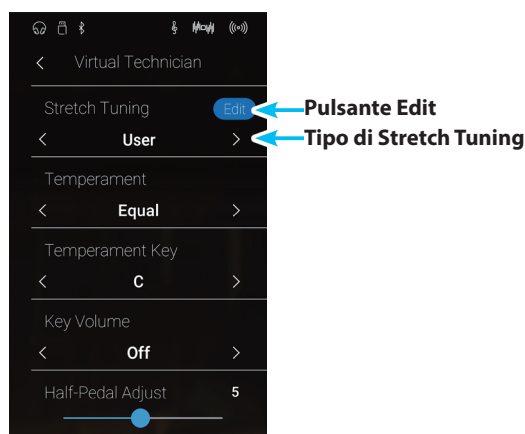 Virtual Technician
Stretch Tuning Edit Pulsante Edit
User Tipo di Stretch Tuning
Temperament
Equal
Temperament Key
C
Key Volume
Off
Half-Pedal Adjust 5